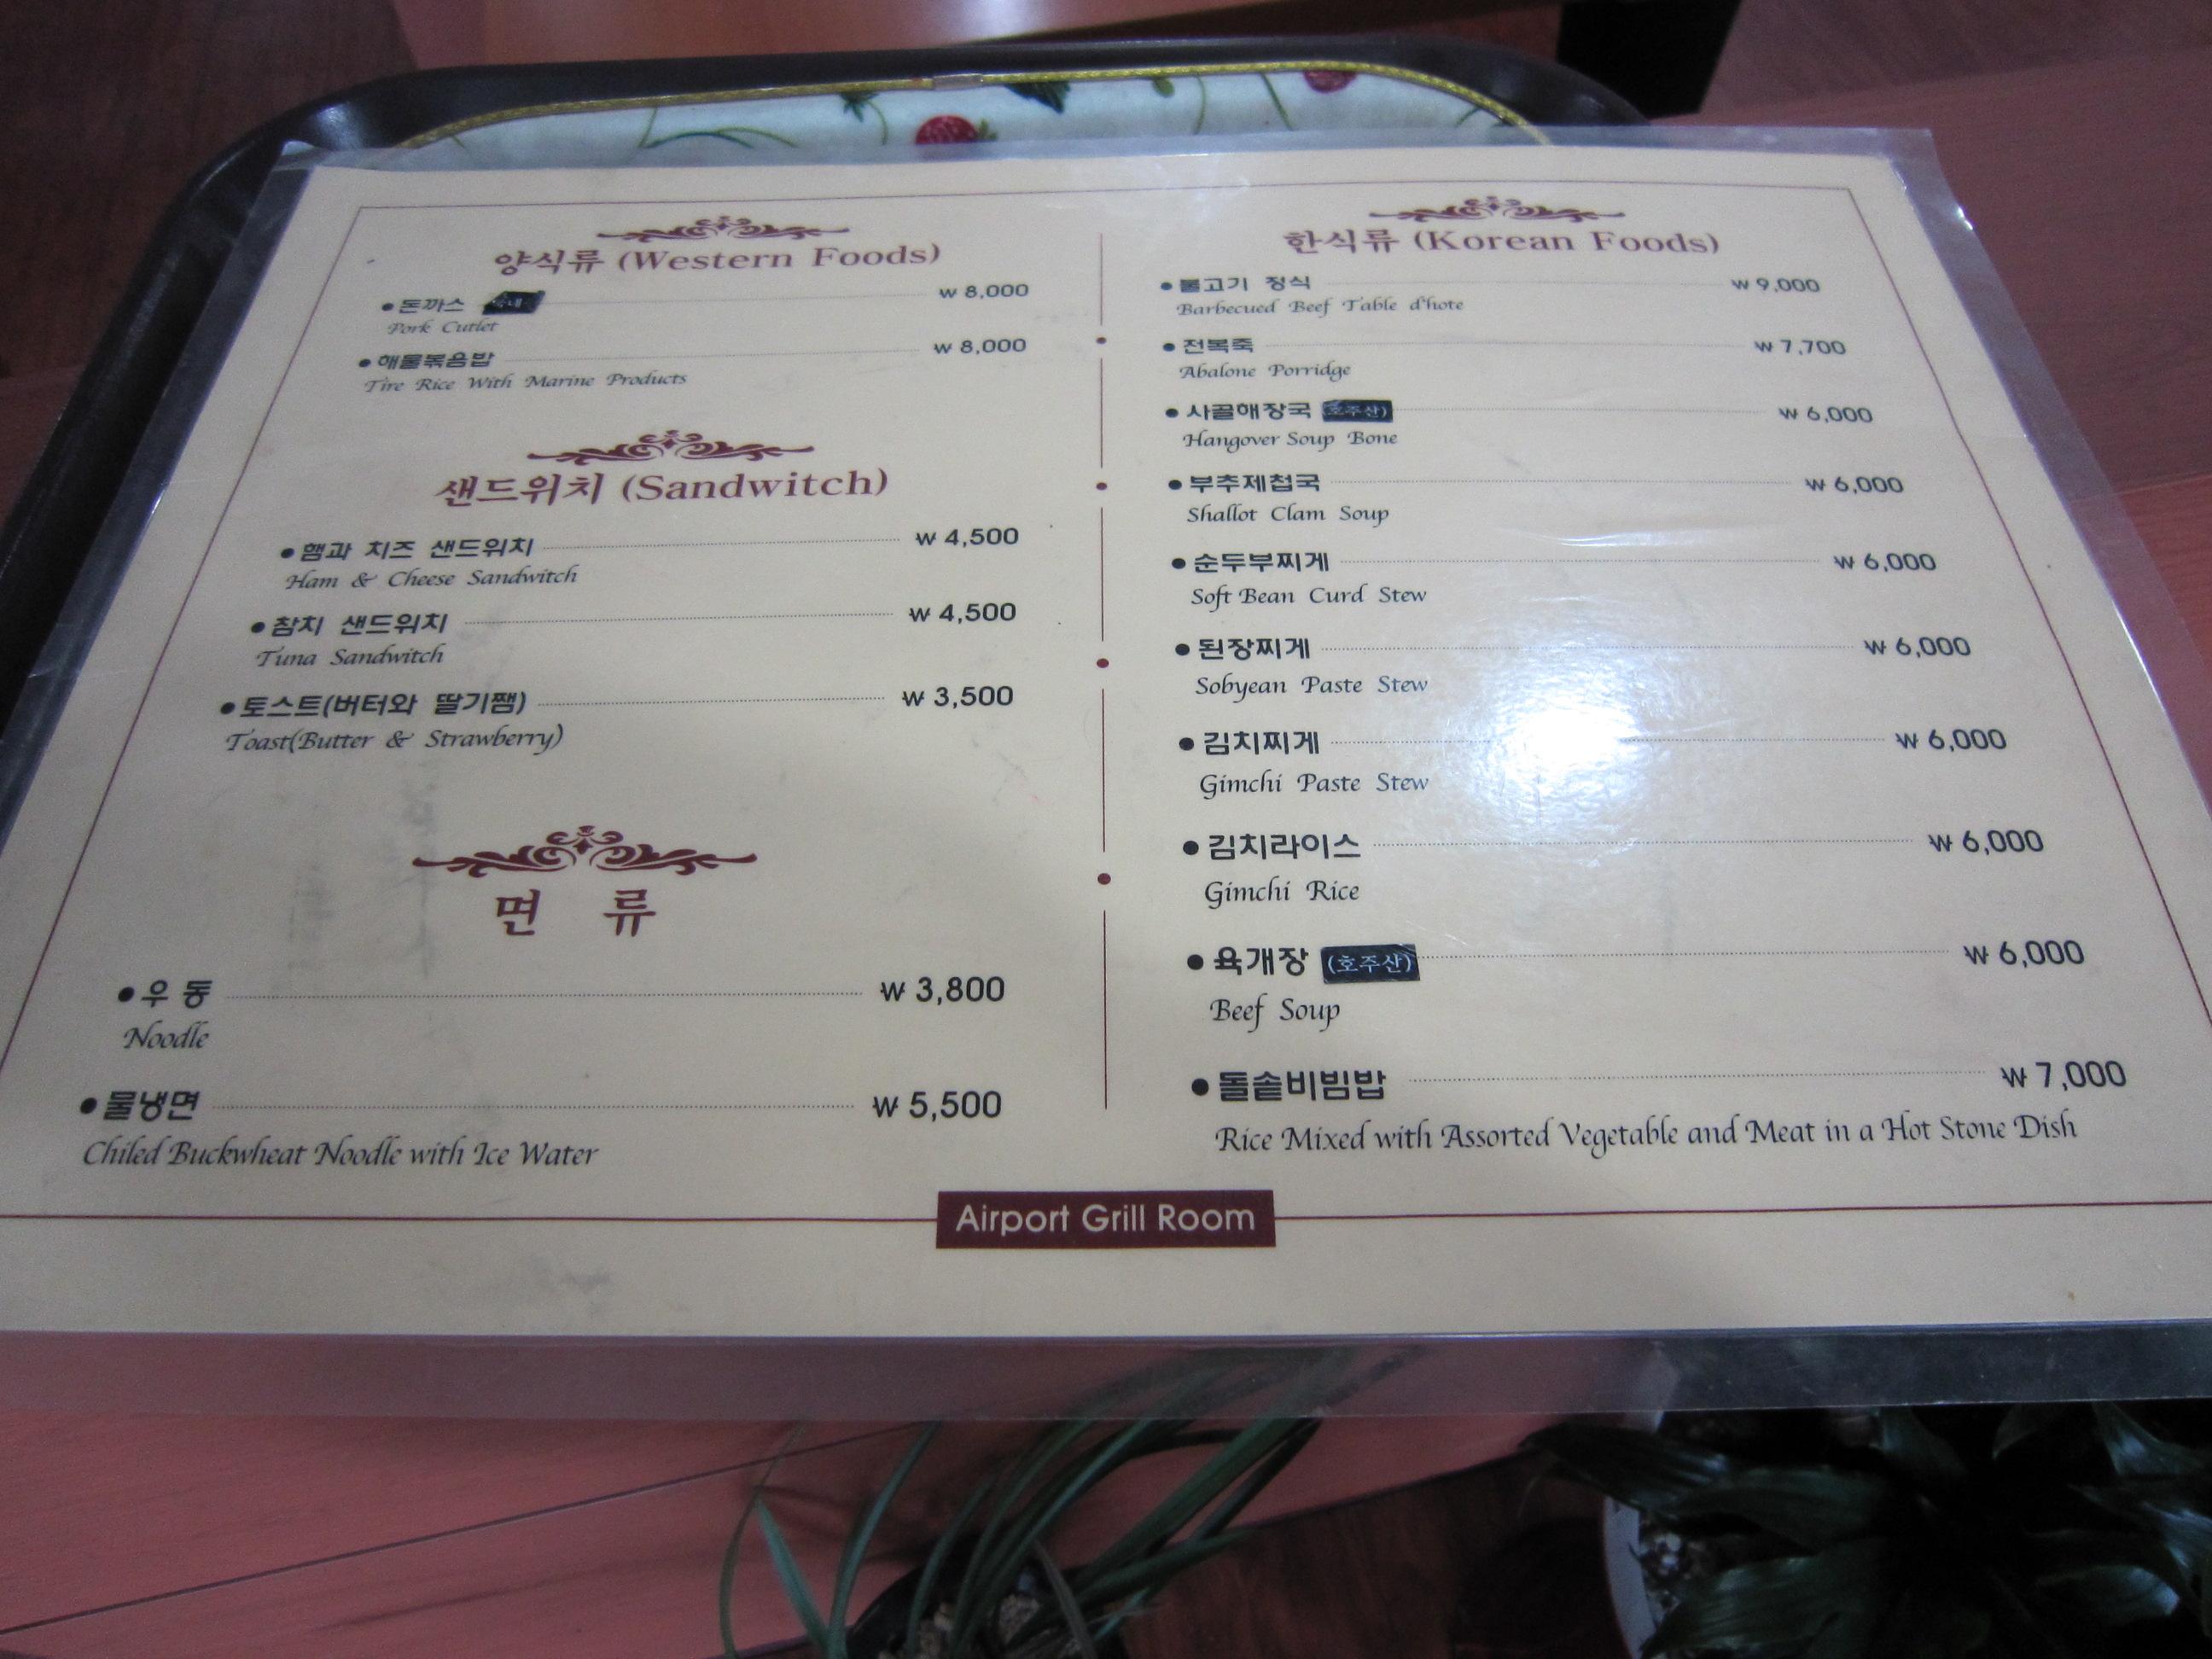 양식류 (Western Foods)
● 돈까스 ₩ 8,000
Pork Cutlet
● 해물볶음밥 ₩ 8,000
Tire Rice With Marine Products
샌드위치 (Sandwitch)
● 햄과 치즈 샌드위치 ₩ 4,500
Ham & Cheese Sandwitch
● 참치 샌드위치 ₩ 4,500
Tuna Sandwitch
● 토스트(버터와 딸기쨈) ₩ 3,500
Toast(Butter & Strawberry)
면 류
● 우 동 ₩ 3,800
Noodle
● 물냉면 ₩ 5,500
Chiled Buckwheat Noodle with Ice Water
한식류 (Korean Foods)
● 불고기 정식 ₩ 9,000
Barbecued Beef Table d'hote
● 전복죽 ₩ 7,700
Abalone Porridge
● 사골해장국 (호주산) ₩ 6,000
Hangover Soup Bone
● 부추제첩국 ₩ 6,000
Shallot Clam Soup
● 순두부찌게 ₩ 6,000
Soft Bean Curd Stew
● 된장찌게 ₩ 6,000
Sobyean Paste Stew
● 김치찌게 ₩ 6,000
Gimchi Paste Stew
● 김치라이스 ₩ 6,000
Gimchi Rice
● 육개장 (호주산) ₩ 6,000
Beef Soup
● 돌솥비빔밥 ₩ 7,000
Rice Mixed with Assorted Vegetable and Meat in a Hot Stone Dish
Airport Grill Room